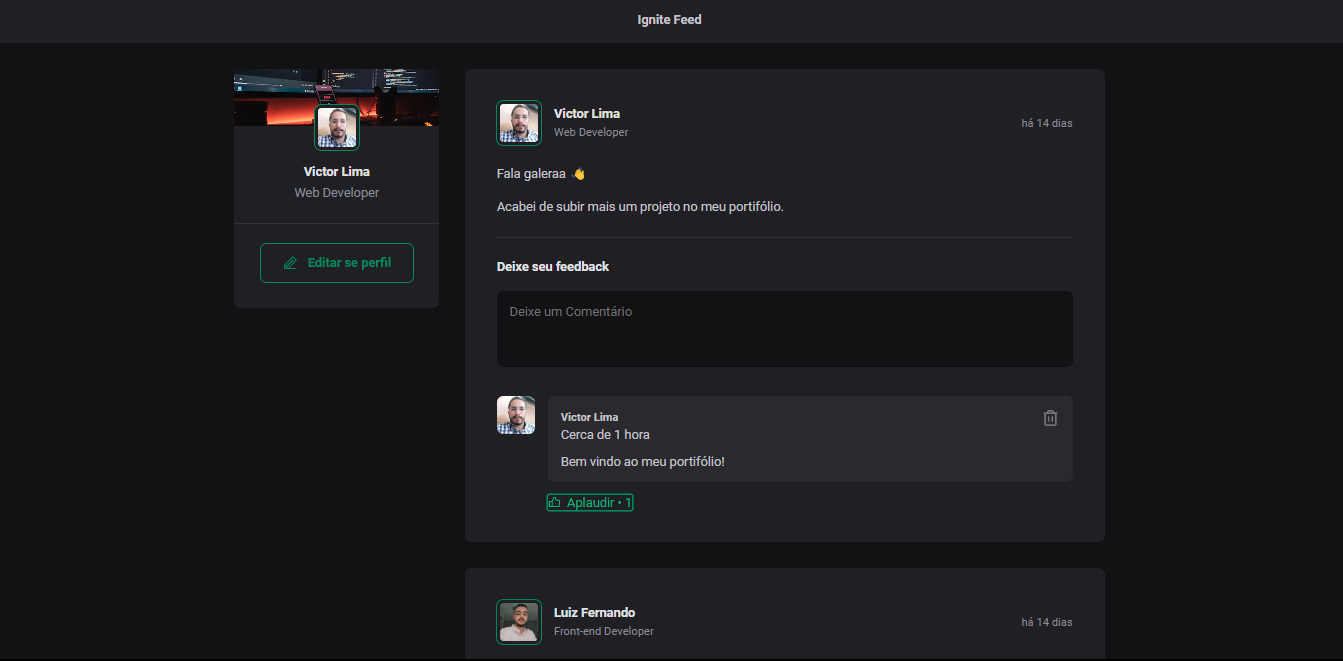 Ignite Feed
Victor Lima
Web Developer
Editar se perfil
Victor Lima
Web Developer
há 14 dias
Fala galeraa 👋
Acabei de subir mais um projeto no meu portifólio.
Deixe seu feedback
Deixe um Comentário
Victor Lima
Cerca de 1 hora
Bem vindo ao meu portifólio!
Aplaudir • 1
Luiz Fernando
Front-end Developer
há 14 dias